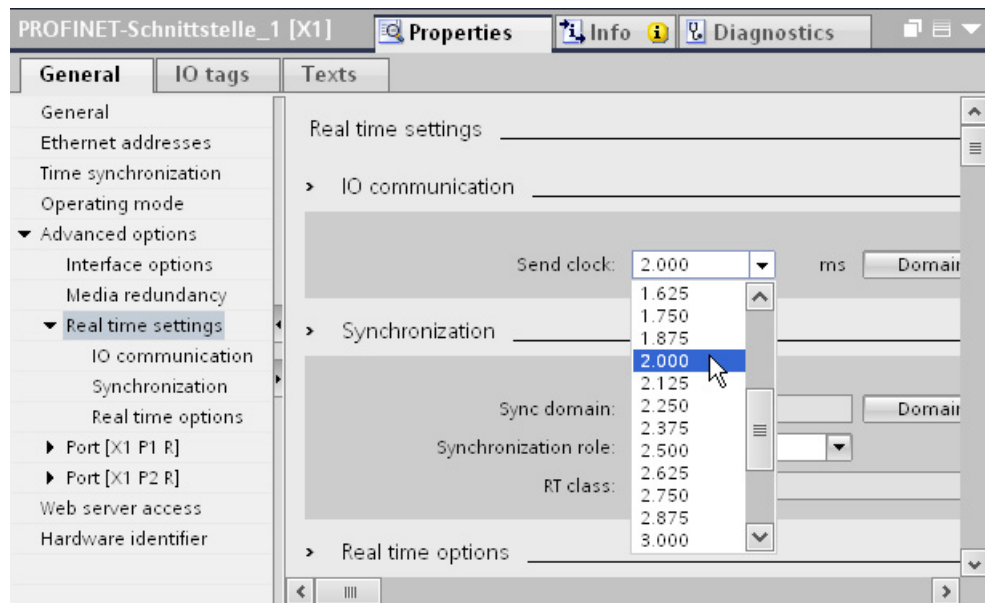 PROFINET-Schnittstelle_1 [X1]
Properties
Info
Diagnostics
General
IO tags
Texts
General
Ethernet addresses
Time synchronization
Operating mode
Advanced options
Interface options
Media redundancy
Real time settings
IO communication
Synchronization
Real time options
Port [X1 P1 R]
Port [X1 P2 R]
Web server access
Hardware identifier
Real time settings
IO communication
Send clock: 2.000 ms Domain
1.625
1.750
1.875
2.000
2.125
2.250
2.375
2.500
2.625
2.750
2.875
3.000
Synchronization
Sync domain: Domain
Synchronization role:
RT class:
Real time options